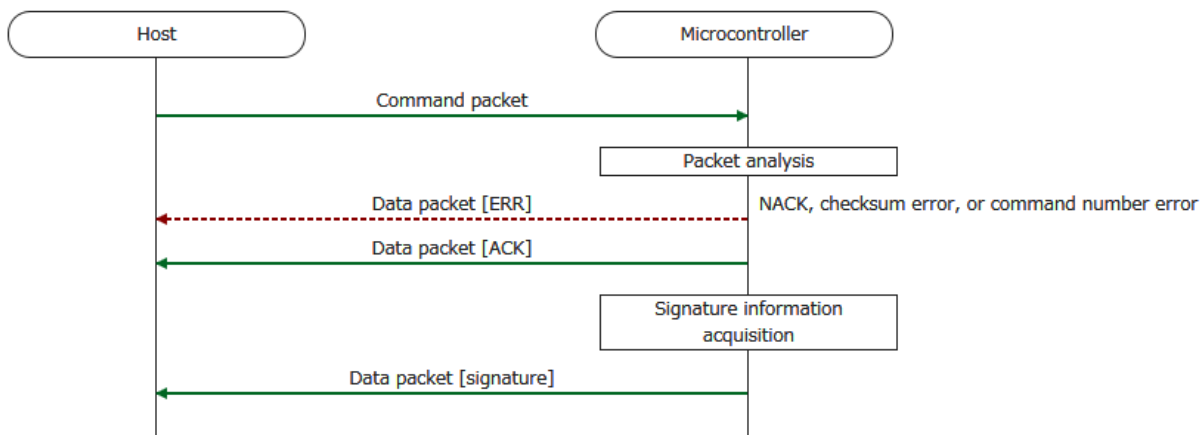 Host
Microcontroller
Command packet
Packet analysis
Data packet [ERR]
NACK, checksum error, or command number error
Data packet [ACK]
Signature information
acquisition
Data packet [signature]